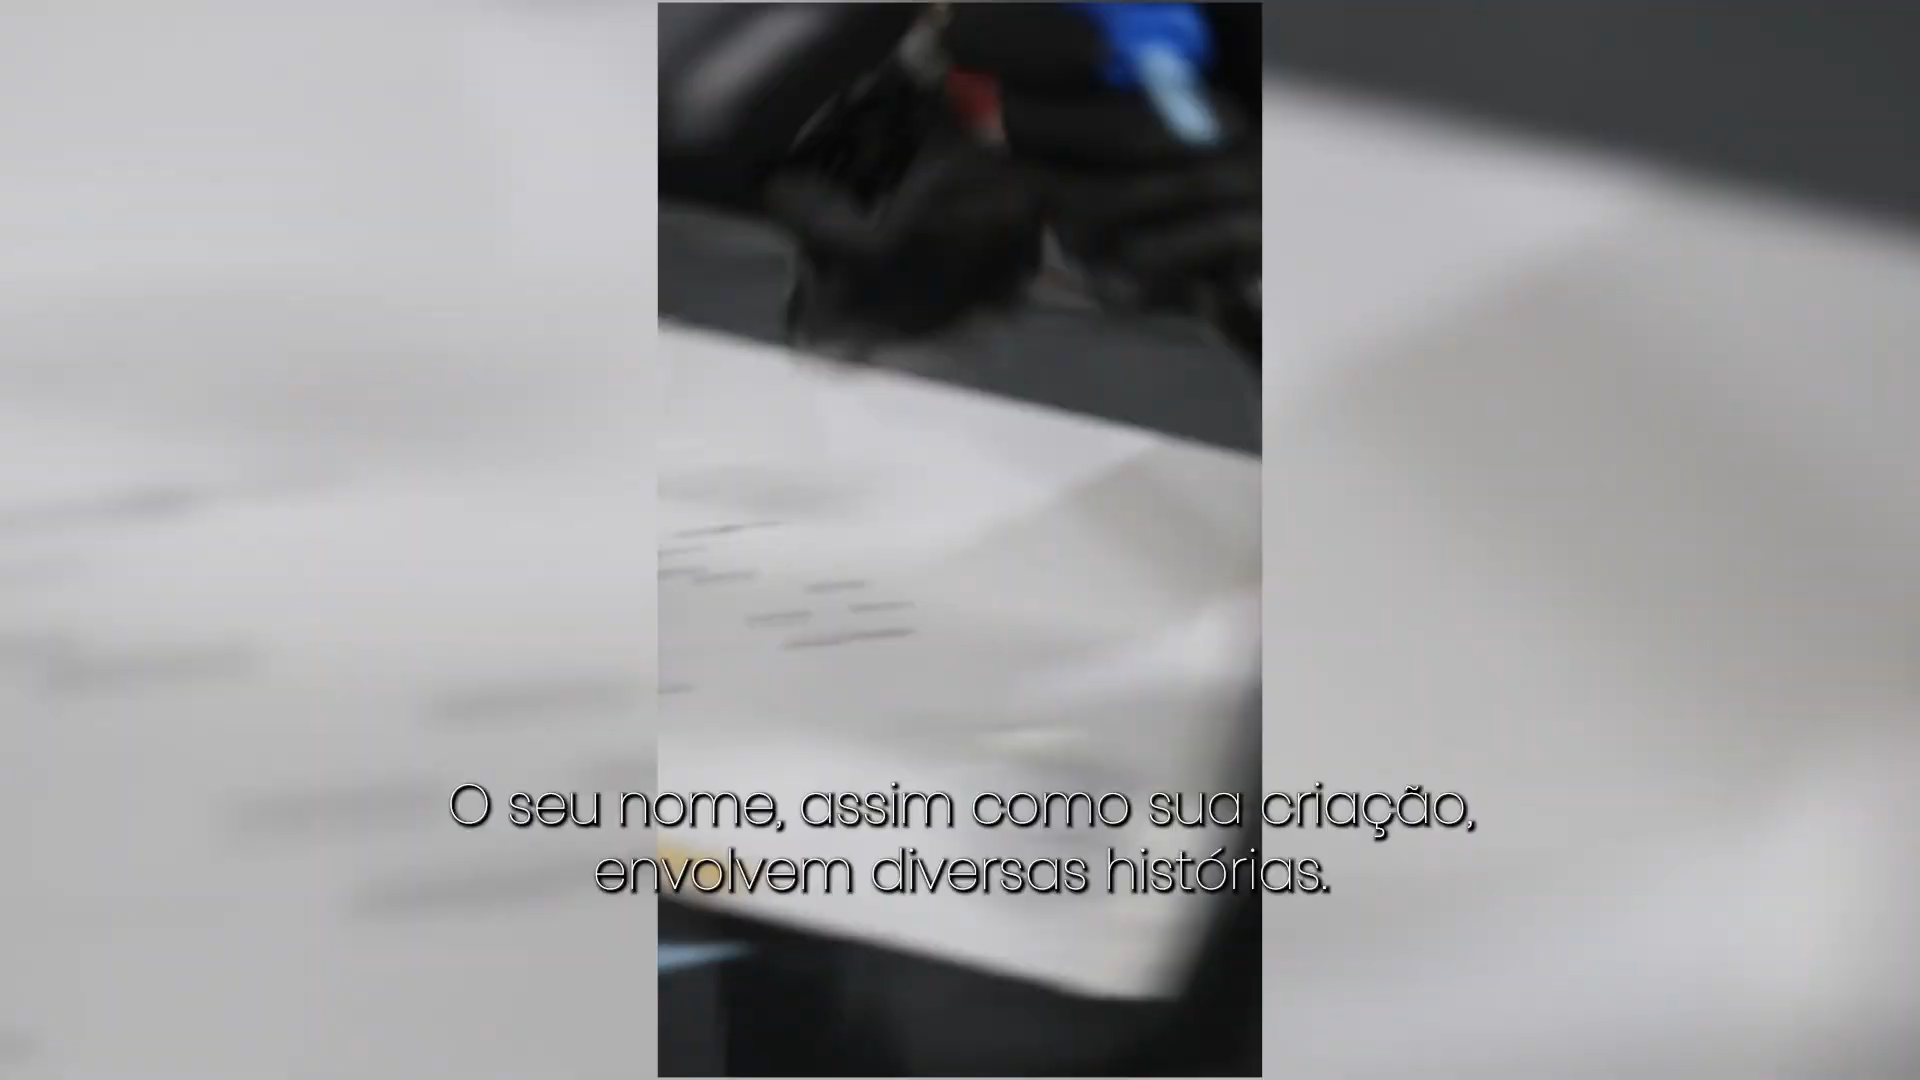 O seu nome, assim como sua criação,
envolvem diversas histórias.